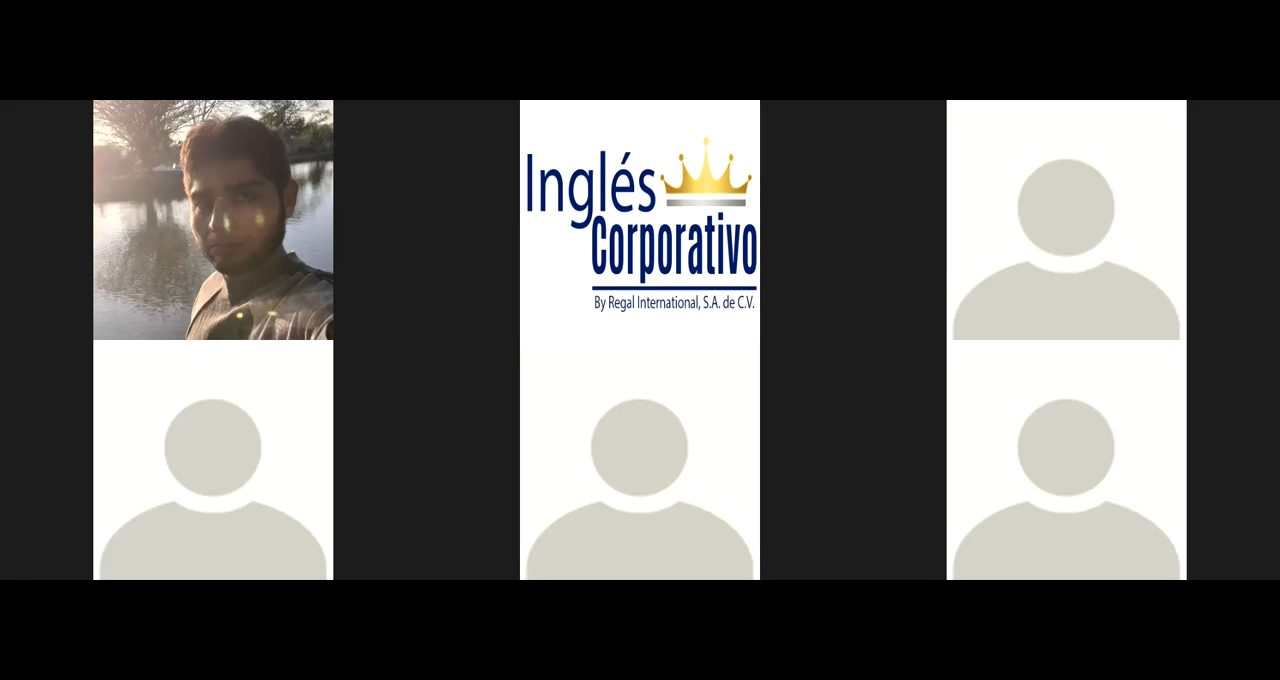 Inglés
Corporativo
By Regal International, S.A. de C.V.